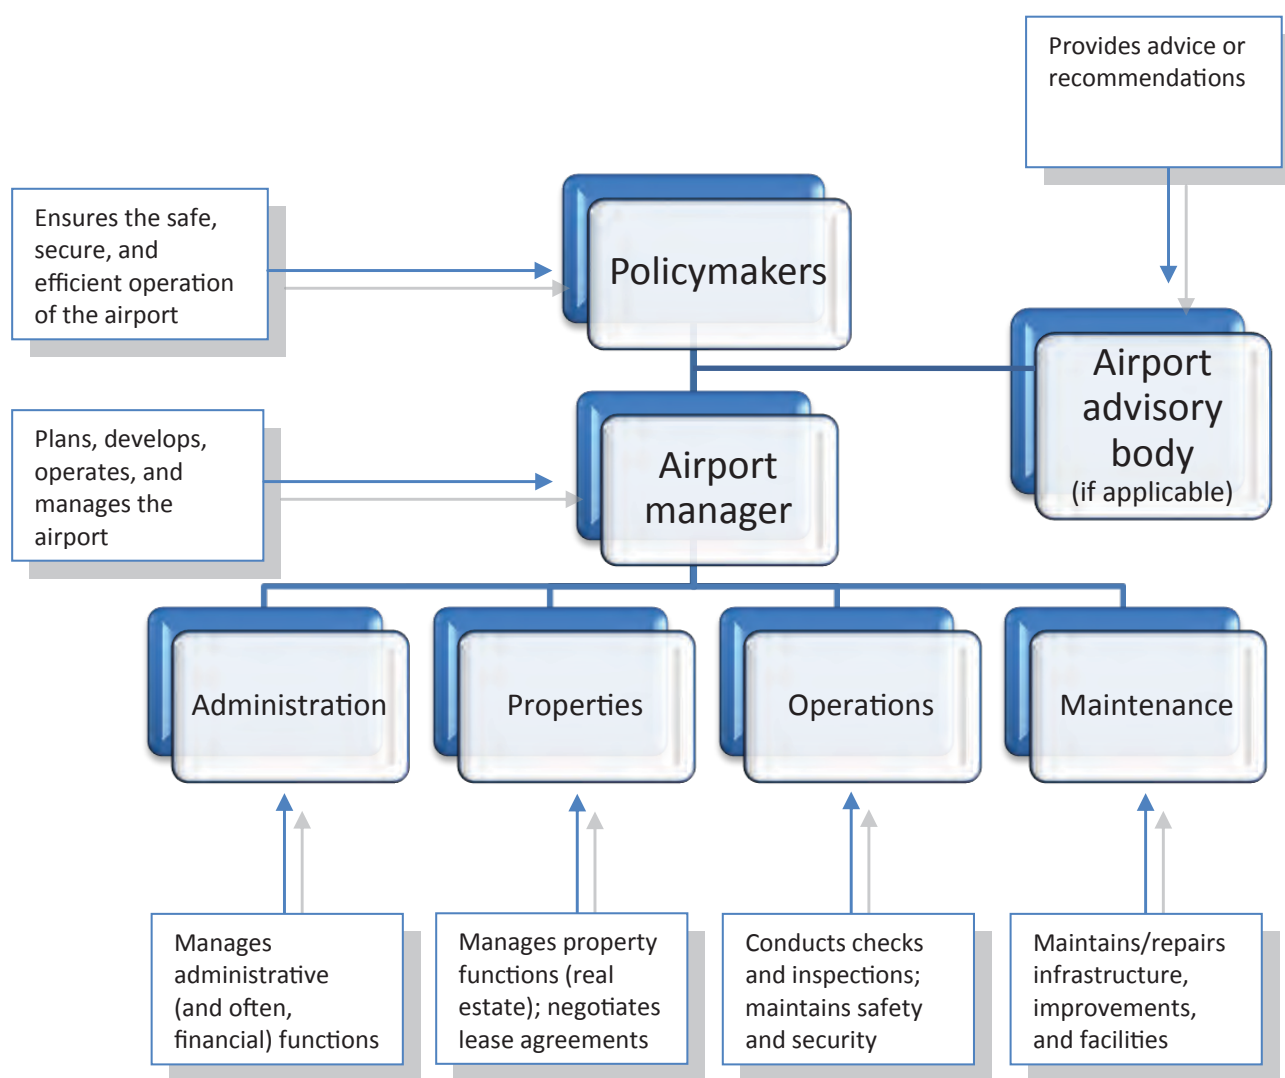 Provides advice or
recommendations
Ensures the safe,
secure, and
efficient operation
of the airport
Policymakers
Airport
advisory
body
(if applicable)
Plans, develops,
operates, and
manages the
airport
Airport
manager
Administration
Properties
Operations
Maintenance
Manages
administrative
(and often,
financial) functions
Manages property
functions (real
estate); negotiates
lease agreements
Conducts checks
and inspections;
maintains safety
and security
Maintains/repairs
infrastructure,
improvements,
and facilities